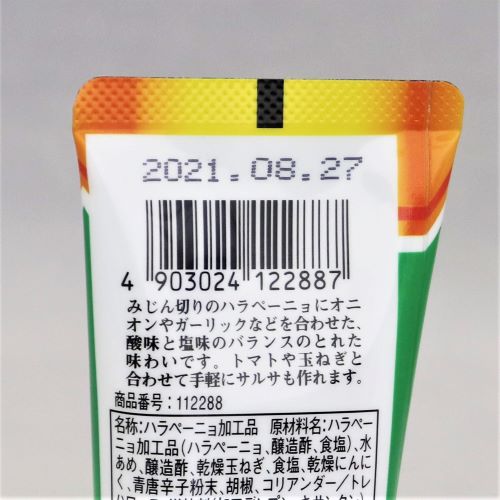 2021.08.27
4 903024 122887
みじん切りのハラペーニョにオニ
オンやガーリックなどを合わせた、
酸味と塩味のバランスのとれた
味わいです。トマトや玉ねぎと
合わせて手軽にサルサも作れます。
商品番号：112288
名称：ハラペーニョ加工品　原材料名：ハラペ
ーニョ加工品（ハラペーニョ、醸造酢、食塩）、水
あめ、醸造酢、乾燥玉ねぎ、食塩、乾燥にんに
く、青唐辛子粉末、胡椒、コリアンダー／トレ